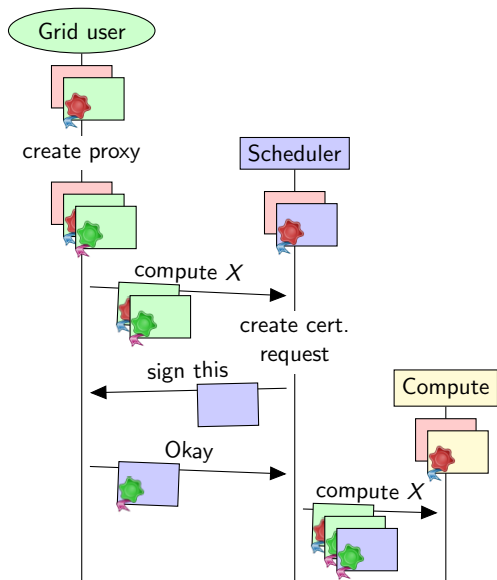 Grid user
create proxy
Scheduler
compute X
create cert.
request
sign this
Compute
Okay
compute X